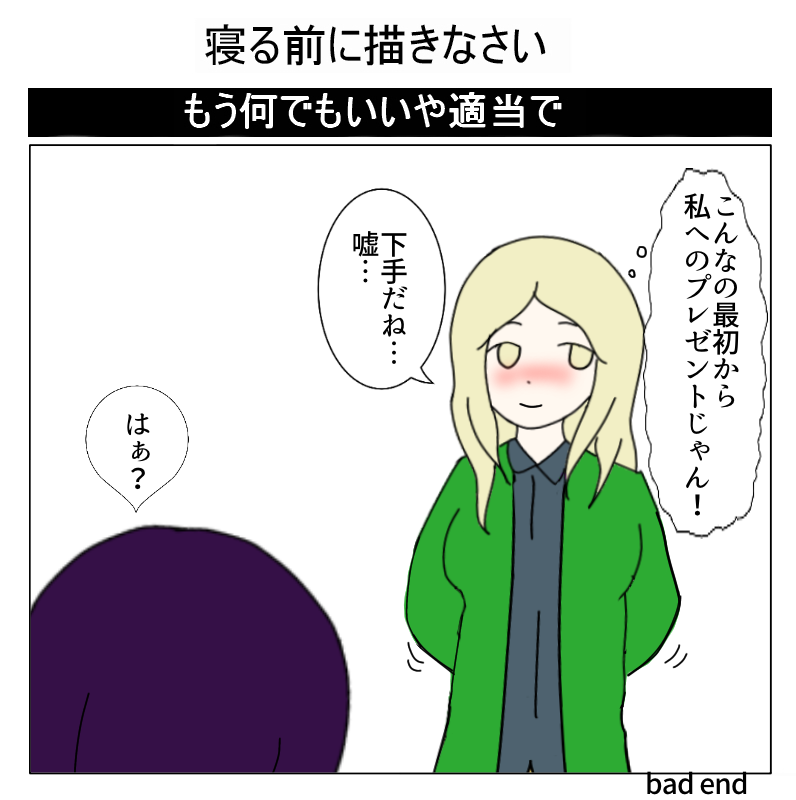 寝る前に描きなさい
もう何でもいいや適当で
こんなの最初から
私へのプレゼントじゃん！
下手だね…
嘘…
はぁ？
bad end